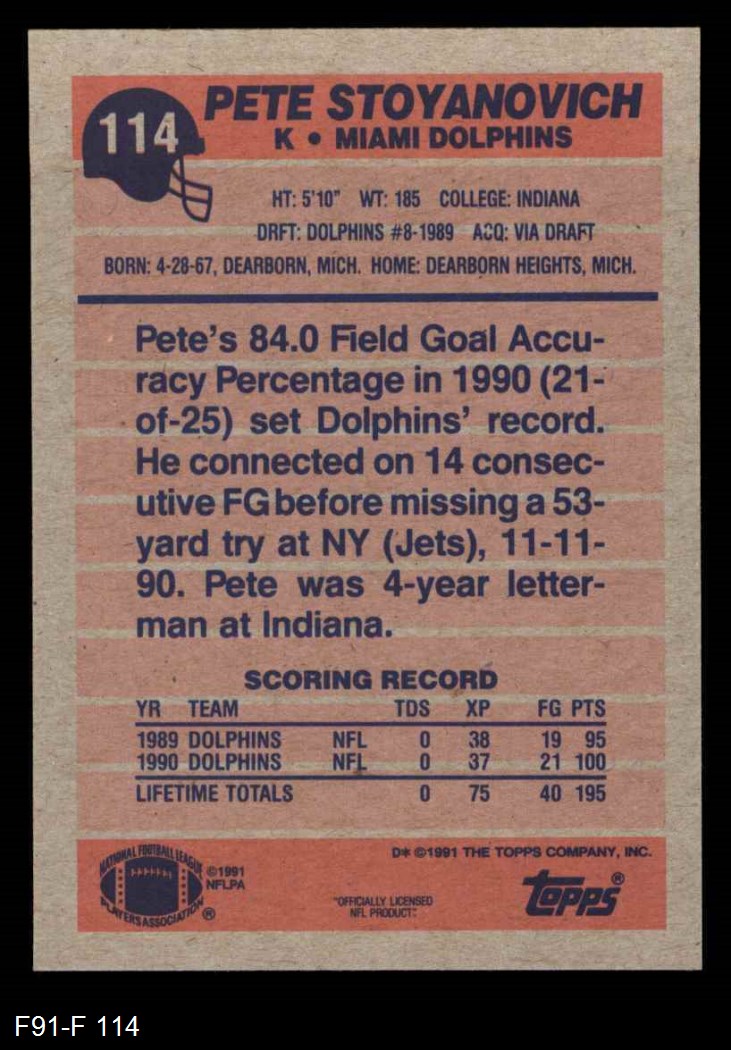 114
PETE STOYANOVICH
K • MIAMI DOLPHINS
HT: 5'10" WT: 185 COLLEGE: INDIANA
DRFT: DOLPHINS #8-1989 ACQ: VIA DRAFT
BORN: 4-28-67, DEARBORN, MICH. HOME: DEARBORN HEIGHTS, MICH.
Pete's 84.0 Field Goal Accu-
racy Percentage in 1990 (21-
of-25) set Dolphins' record.
He connected on 14 consec-
utive FG before missing a 53-
yard try at NY (Jets), 11-11-
90. Pete was 4-year letter-
man at Indiana.
SCORING RECORD
YR TEAM TDS XP FG PTS
1989 DOLPHINS NFL 0 38 19 95
1990 DOLPHINS NFL 0 37 21 100
LIFETIME TOTALS 0 75 40 195
D* ©1991 THE TOPPS COMPANY, INC.
NATIONAL FOOTBALL LEAGUE
PLAYERS ASSOCIATION ®
©1991
NFLPA
"OFFICIALLY LICENSED
NFL PRODUCT."
Topps®
F91-F 114